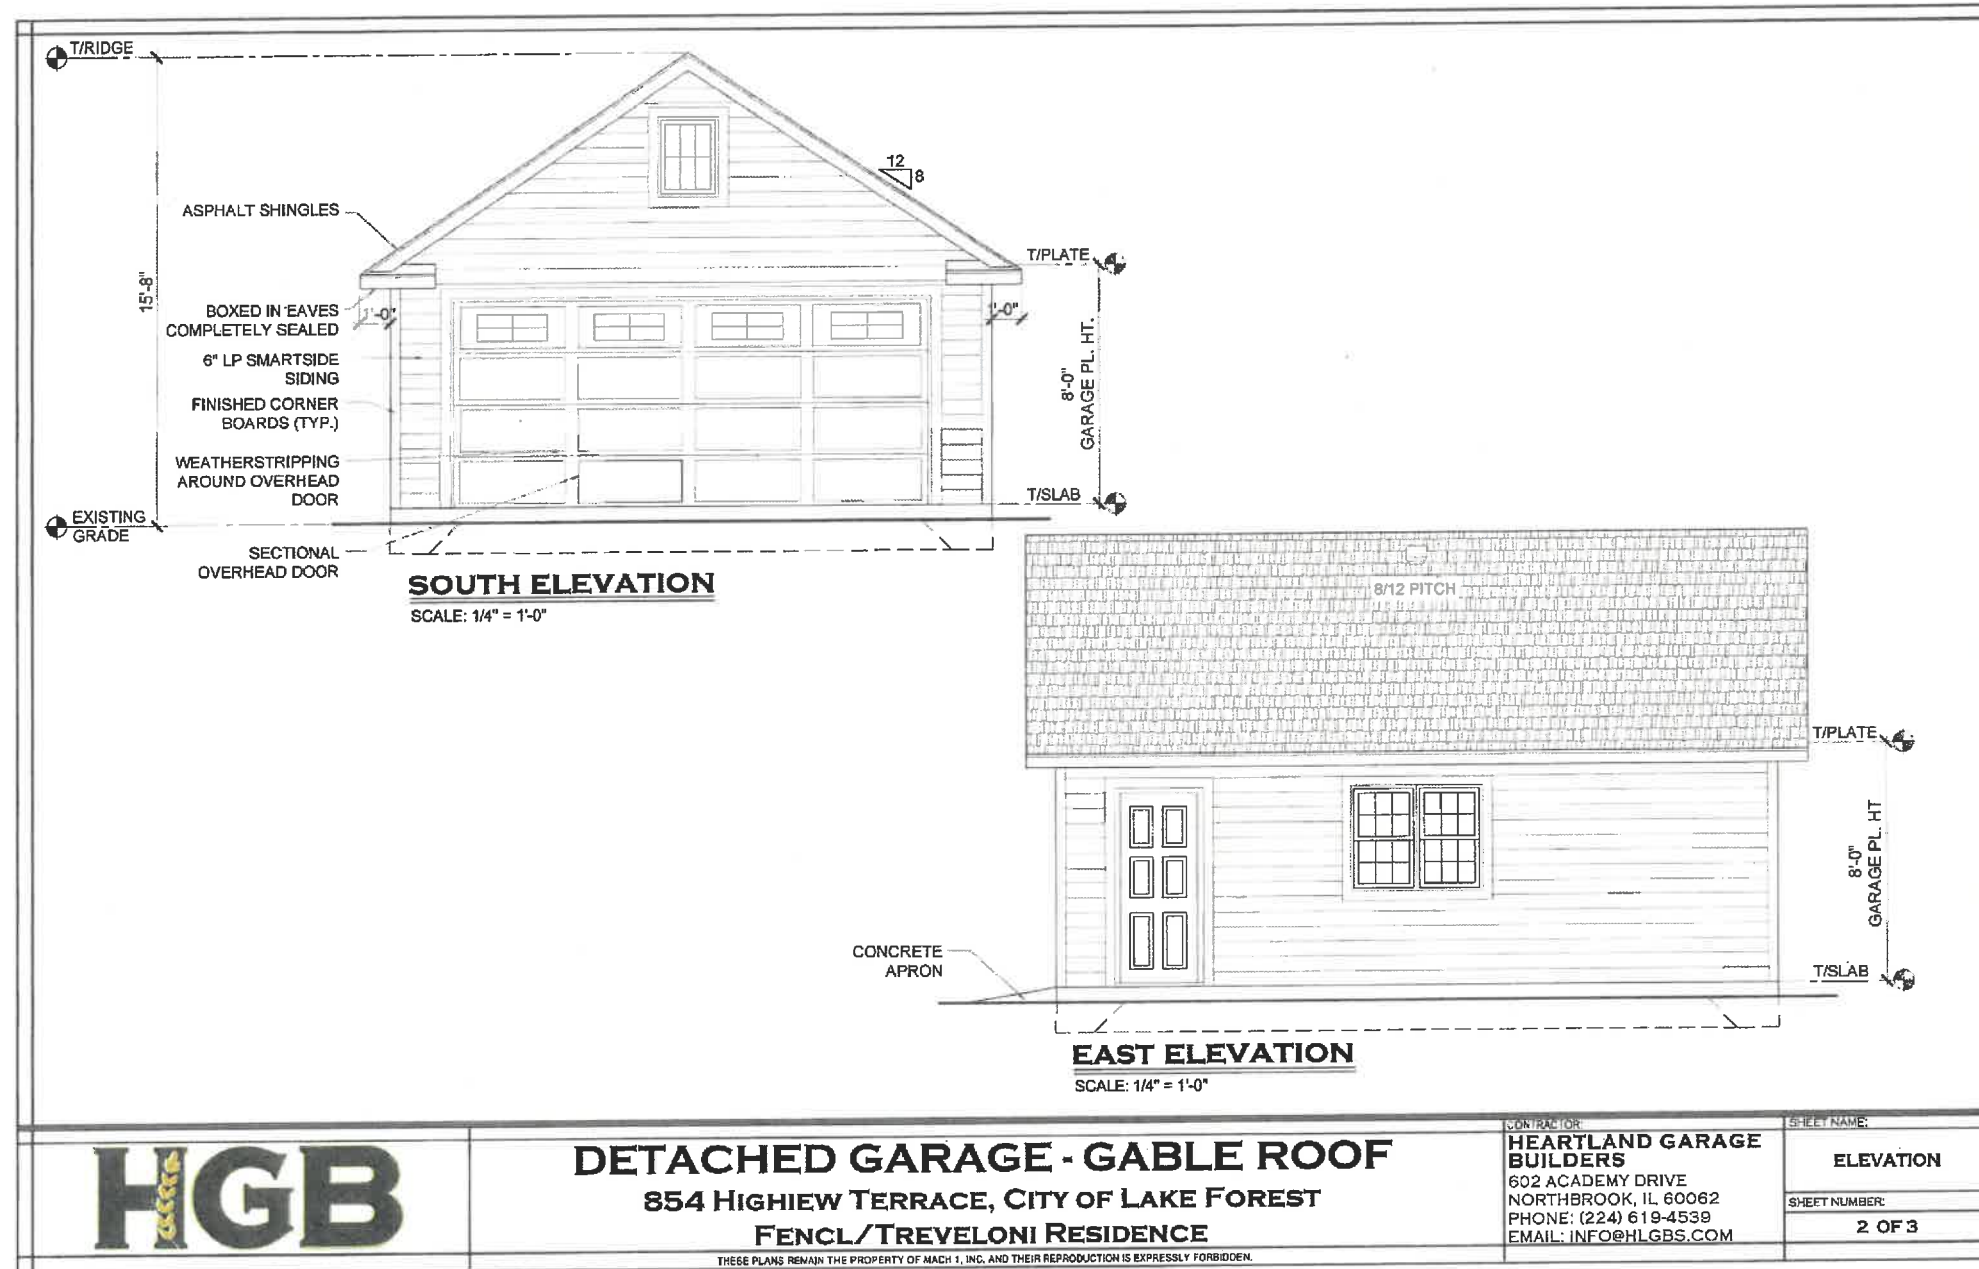 T/RIDGE
12
8
ASPHALT SHINGLES
T/PLATE
15'-8"
BOXED IN EAVES
COMPLETELY SEALED
1'-0"
1'-0"
6" LP SMARTSIDE
SIDING
8'-0"
GARAGE PL. HT.
FINISHED CORNER
BOARDS (TYP.)
WEATHERSTRIPPING
AROUND OVERHEAD
DOOR
T/SLAB
EXISTING
GRADE
SECTIONAL
OVERHEAD DOOR
SOUTH ELEVATION
SCALE: 1/4" = 1'-0"
8/12 PITCH
T/PLATE
8'-0"
GARAGE PL. HT
CONCRETE
APRON
T/SLAB
EAST ELEVATION
SCALE: 1/4" = 1'-0"
HGB
DETACHED GARAGE - GABLE ROOF
854 HIGHIEW TERRACE, CITY OF LAKE FOREST
FENCL/TREVELONI RESIDENCE
THESE PLANS REMAIN THE PROPERTY OF MACH 1, INC. AND THEIR REPRODUCTION IS EXPRESSLY FORBIDDEN.
CONTRACTOR:
HEARTLAND GARAGE
BUILDERS
602 ACADEMY DRIVE
NORTHBROOK, IL 60062
PHONE: (224) 619-4539
EMAIL: INFO@HLGBS.COM
SHEET NAME:
ELEVATION
SHEET NUMBER:
2 OF 3